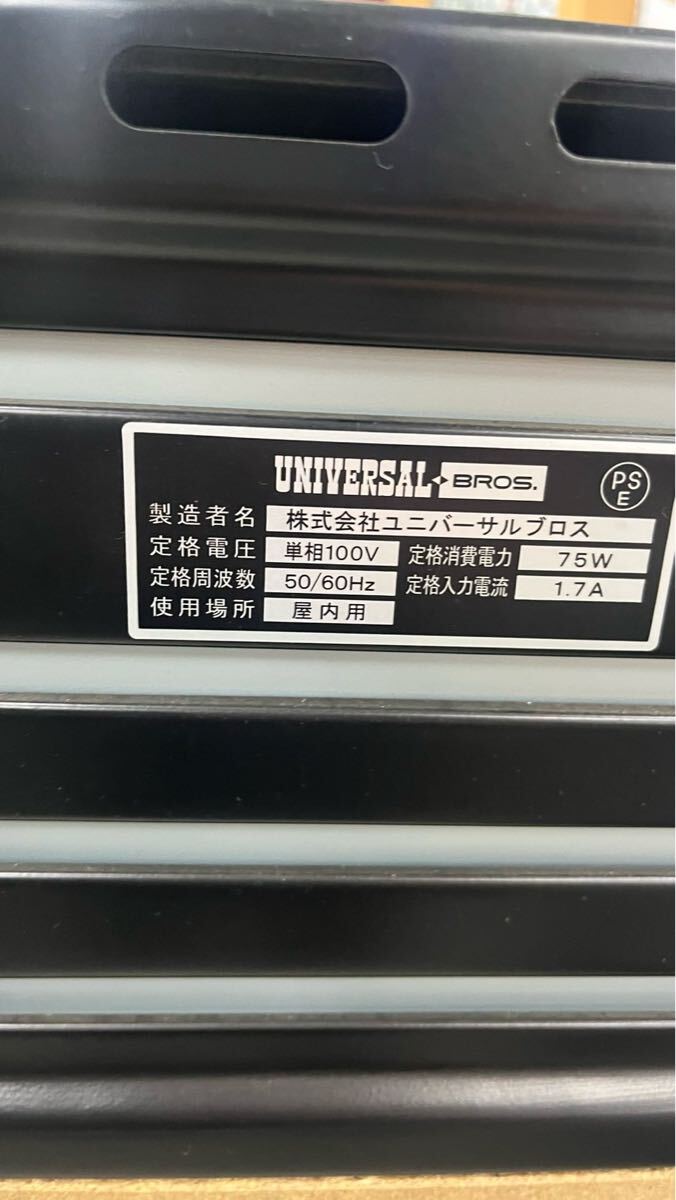 UNIVERSAL BROS.
PS
E
製造者名 株式会社ユニバーサルブロス
定格電圧 単相100V 定格消費電力 75W
定格周波数 50/60Hz 定格入力電流 1.7A
使用場所 屋内用